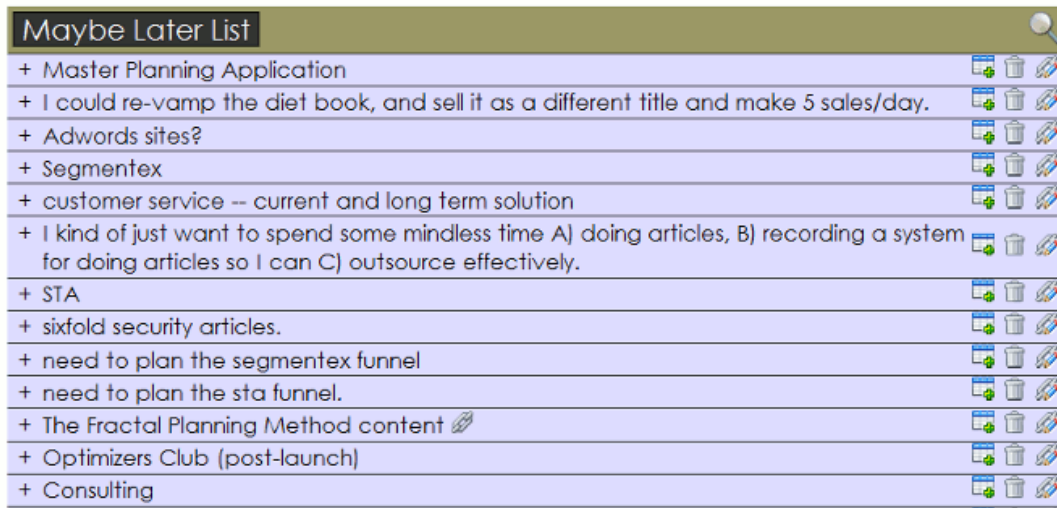 Maybe Later List
+ Master Planning Application
+ I could re-vamp the diet book, and sell it as a different title and make 5 sales/day.
+ Adwords sites?
+ Segmentex
+ customer service -- current and long term solution
+ I kind of just want to spend some mindless time A) doing articles, B) recording a system
for doing articles so I can C) outsource effectively.
+ STA
+ sixfold security articles.
+ need to plan the segmentex funnel
+ need to plan the sta funnel.
+ The Fractal Planning Method content
+ Optimizers Club (post-launch)
+ Consulting